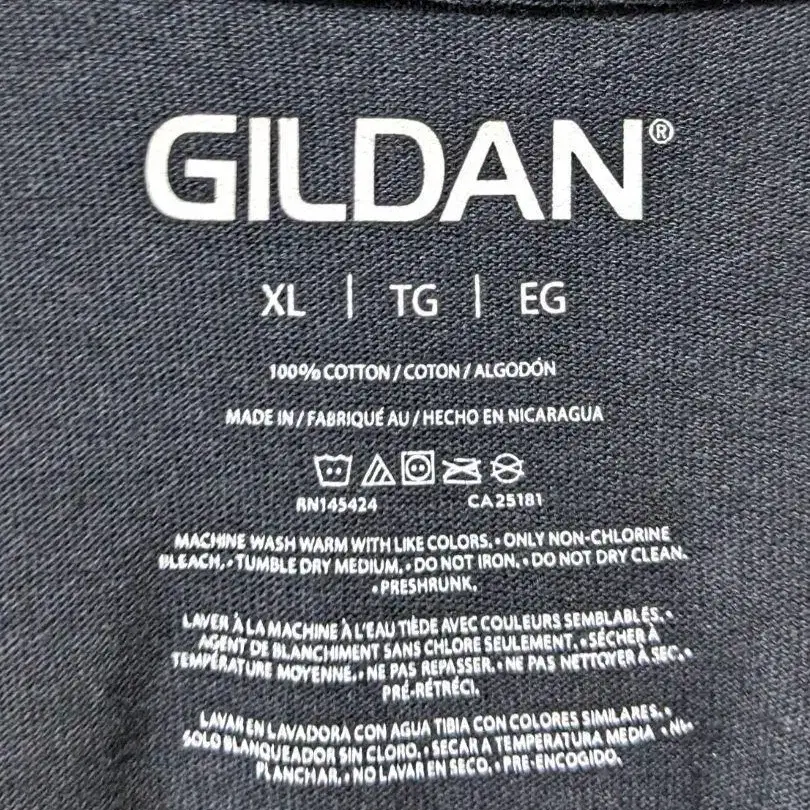 GILDAN®
XL | TG | EG
100% COTTON / COTON / ALGODÓN
MADE IN / FABRIQUÉ AU / HECHO EN NICARAGUA
RN145424 CA25181
MACHINE WASH WARM WITH LIKE COLORS. • ONLY NON-CHLORINE
BLEACH. • TUMBLE DRY MEDIUM. • DO NOT IRON. • DO NOT DRY CLEAN.
• PRESHRUNK.
LAVER À LA MACHINE À L'EAU TIÈDE AVEC COULEURS SEMBLABLES. •
AGENT DE BLANCHIMENT SANS CHLORE SEULEMENT. • SÉCHER À
TEMPÉRATURE MOYENNE. • NE PAS REPASSER. • NE PAS NETTOYER À SEC. •
PRÉ-RÉTRÉCI.
LAVAR EN LAVADORA CON AGUA TIBIA CON COLORES SIMILARES. •
SOLO BLANQUEADOR SIN CLORO. • SECAR A TEMPERATURA MEDIA •
PLANCHAR. • NO LAVAR EN SECO. • PRE-ENCOGIDO.